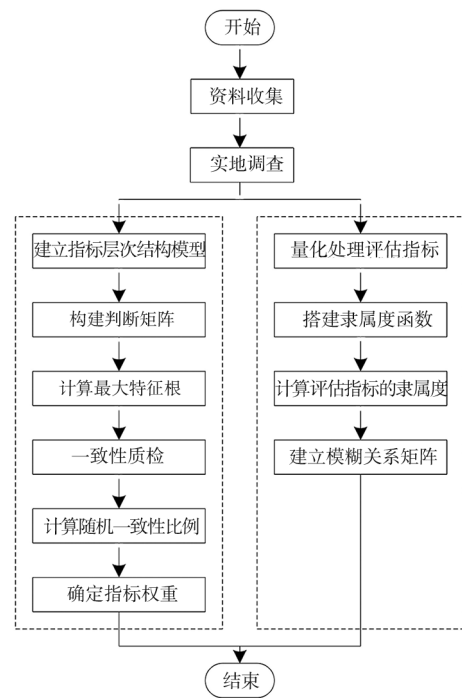 开始
资料收集
实地调查
建立指标层次结构模型
构建判断矩阵
计算最大特征根
一致性质检
计算随机一致性比例
确定指标权重
量化处理评估指标
搭建隶属度函数
计算评估指标的隶属度
建立模糊关系矩阵
结束